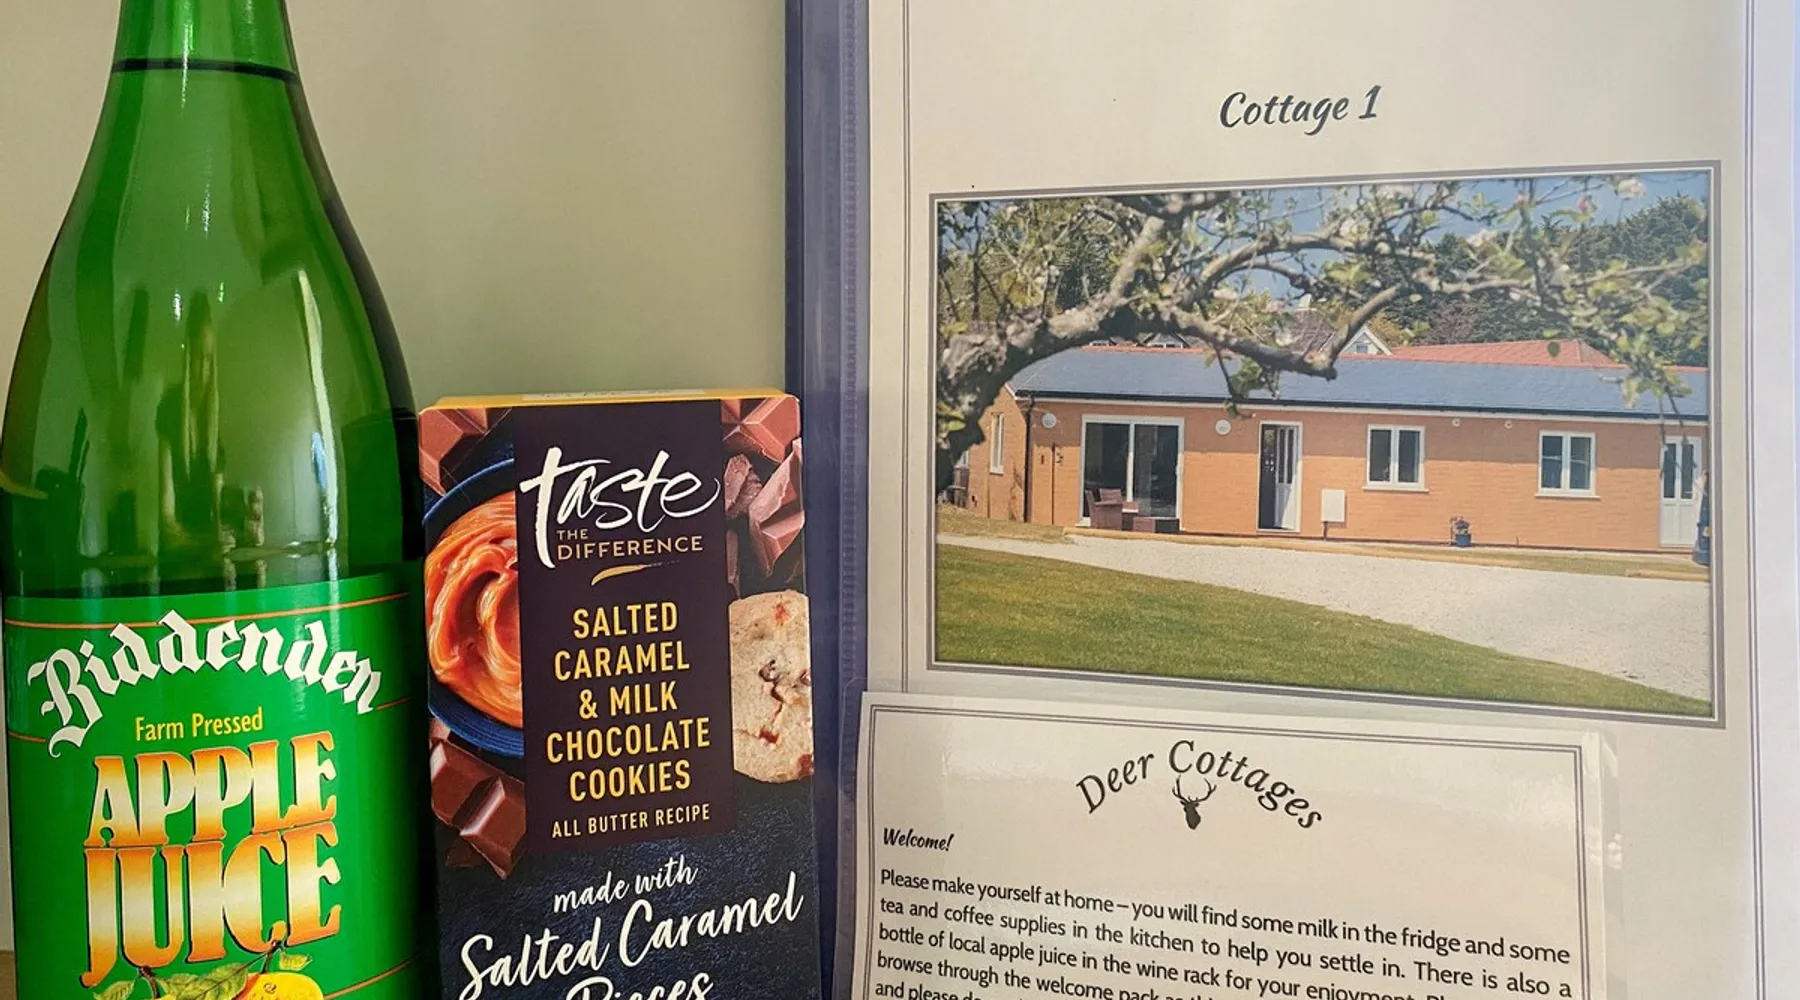 Biddenden
Farm Pressed
APPLE
JUICE
taste
THE
DIFFERENCE
SALTED
CARAMEL
& MILK
CHOCOLATE
COOKIES
ALL BUTTER RECIPE
made with
Salted Caramel
Pieces
Cottage 1
Deer Cottages
Welcome!
Please make yourself at home – you will find some milk in the fridge and some
tea and coffee supplies in the kitchen to help you settle in. There is also a
bottle of local apple juice in the wine rack for your enjoyment.
browse through the welcome pack
and please